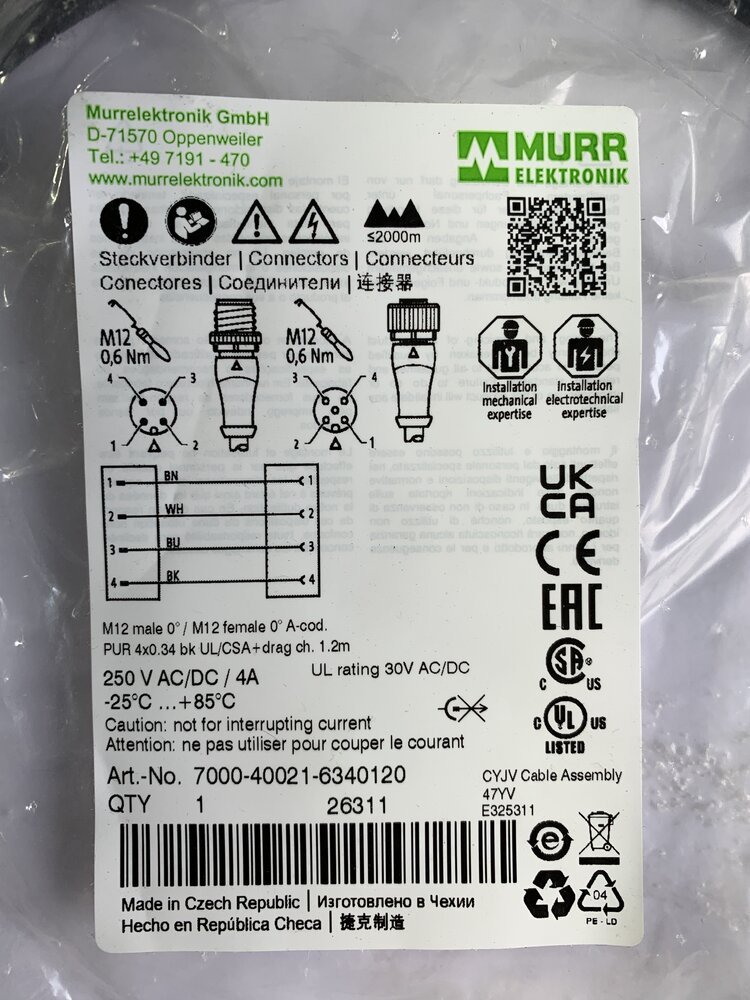 Murrelektronik GmbH
D-71570 Oppenweiler
Tel.: +49 7191 - 470
www.murrelektronik.com
MURR
ELEKTRONIK
≤2000m
Steckverbinder | Connectors | Connecteurs
Conectores | Соединители | 连接器
M12
0,6 Nm
M12
0,6 Nm
4 3
1 2
3 4
2 1
Installation
mechanical
expertise
Installation
electrotechnical
expertise
1 BN 1
2 WH 2
3 BU 3
4 BK 4
UK
CA
CE
EAC
M12 male 0° / M12 female 0° A-cod.
PUR 4x0.34 bk UL/CSA+drag ch. 1.2m
250 V AC/DC / 4A
UL rating 30V AC/DC
-25°C ...+85°C
Caution: not for interrupting current
Attention: ne pas utiliser pour couper le courant
C SA ® US
C UL US
LISTED
Art.-No. 7000-40021-6340120
QTY 1 26311
CYJV Cable Assembly
47YV
E325311
e
04
PE - LD
Made in Czech Republic | Изготовлено в Чехии
Hecho en República Checa | 捷克制造